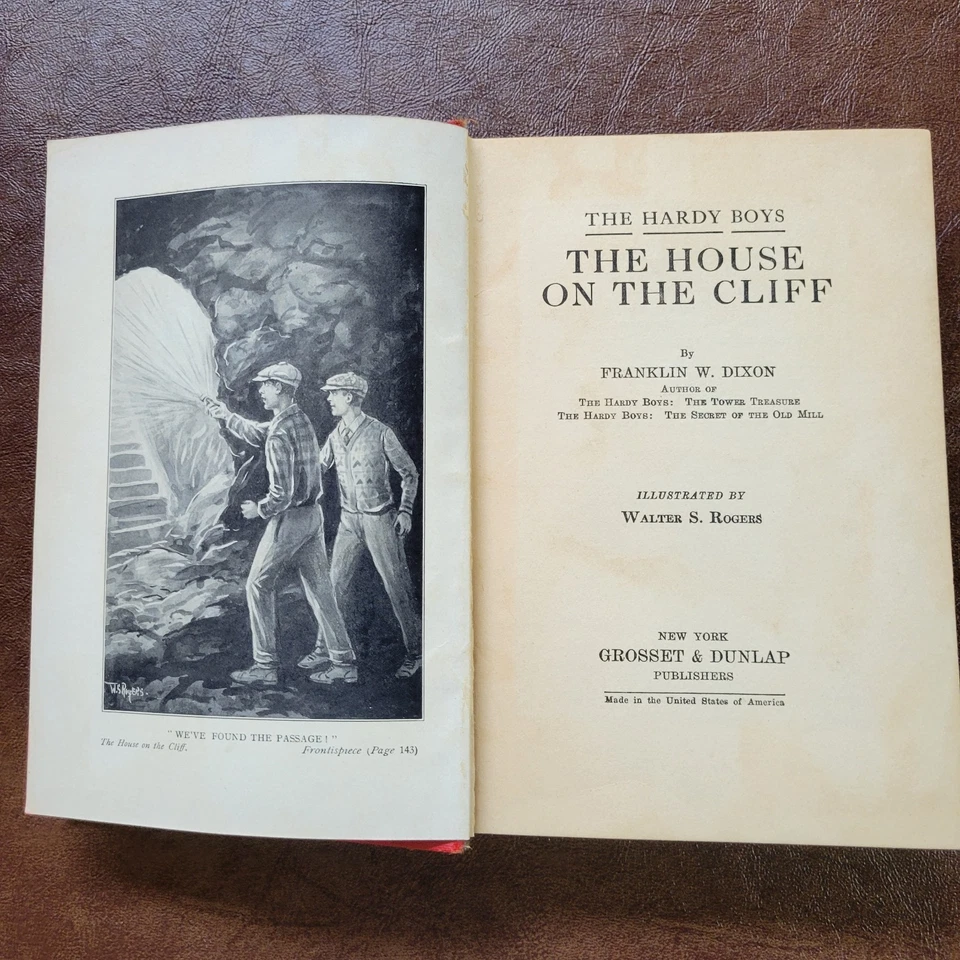 W.S. Rogers.
"WE'VE FOUND THE PASSAGE!"
The House on the Cliff. Frontispiece (Page 143)
THE HARDY BOYS
THE HOUSE
ON THE CLIFF
By
FRANKLIN W. DIXON
AUTHOR OF
THE HARDY BOYS: THE TOWER TREASURE
THE HARDY BOYS: THE SECRET OF THE OLD MILL
ILLUSTRATED BY
WALTER S. ROGERS
NEW YORK
GROSSET & DUNLAP
PUBLISHERS
Made in the United States of America